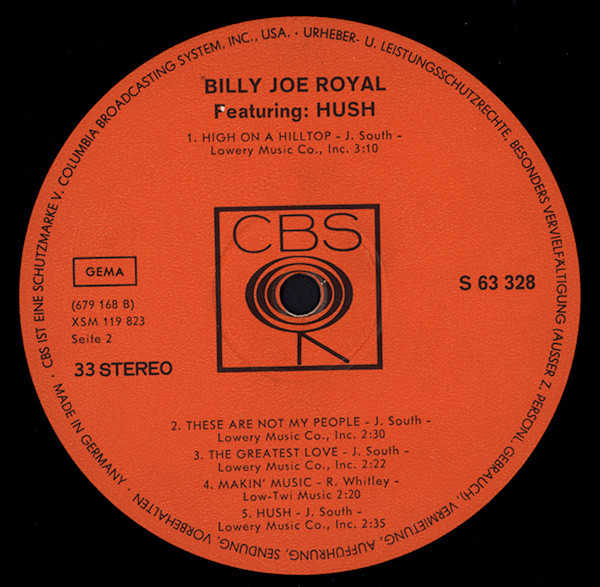 BILLY JOE ROYAL
Featuring: HUSH
1. HIGH ON A HILLTOP – J. South –
Lowery Music Co., Inc. 3:10
CBS
GEMA
(679 168 B)
XSM 119 823
Seite 2
33 STEREO
S 63 328
2. THESE ARE NOT MY PEOPLE – J. South –
Lowery Music Co., Inc. 2:30
3. THE GREATEST LOVE – J. South –
Lowery Music Co., Inc. 2:22
4. MAKIN' MUSIC – R. Whitley –
Low-Twi Music 2:20
5. HUSH – J. South –
Lowery Music Co., Inc. 2:35
· CBS IST EINE SCHUTZMARKE V. COLUMBIA BROADCASTING SYSTEM, INC., USA. · URHEBER- U. LEISTUNGSSCHUTZRECHTE, BESONDERS VERVIELFÄLTIGUNG (AUSSER Z. PERSONL. GEBRAUCH), VERMIETUNG, AUFFÜHRUNG, SENDUNG, VORBEHALTEN · MADE IN GERMANY